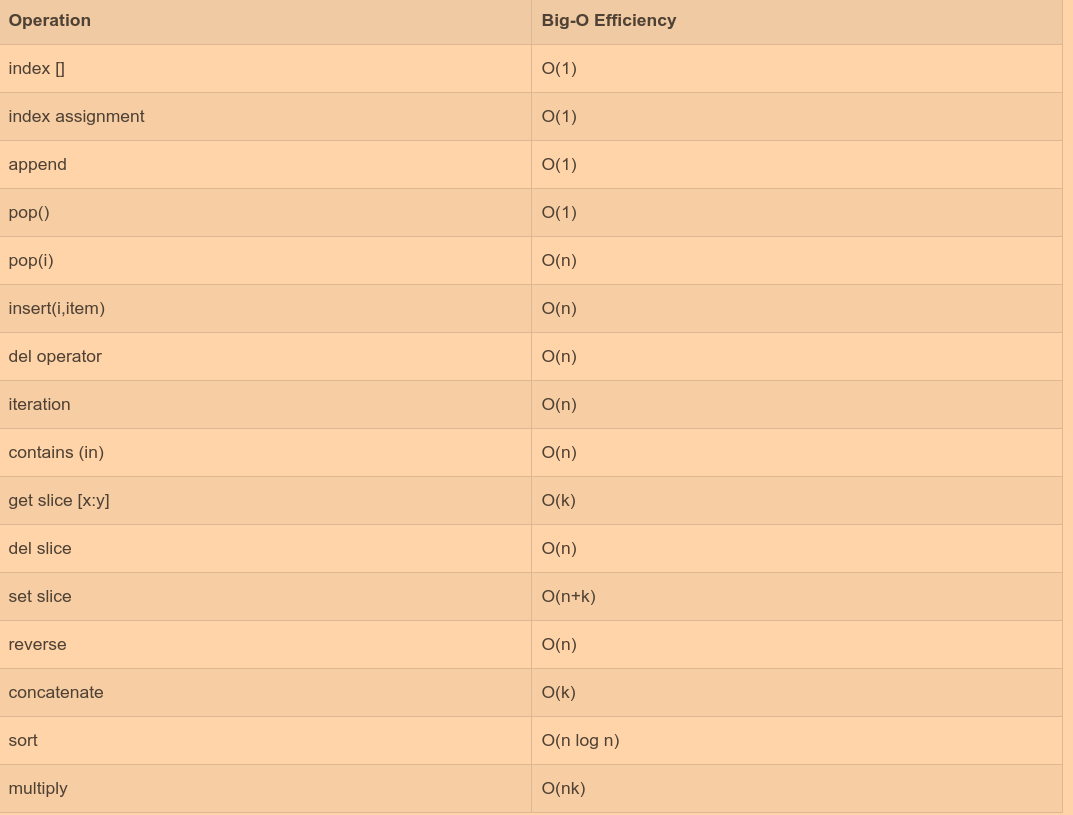 Operation Big-O Efficiency
index [] O(1)
index assignment O(1)
append O(1)
pop() O(1)
pop(i) O(n)
insert(i,item) O(n)
del operator O(n)
iteration O(n)
contains (in) O(n)
get slice [x:y] O(k)
del slice O(n)
set slice O(n+k)
reverse O(n)
concatenate O(k)
sort O(n log n)
multiply O(nk)